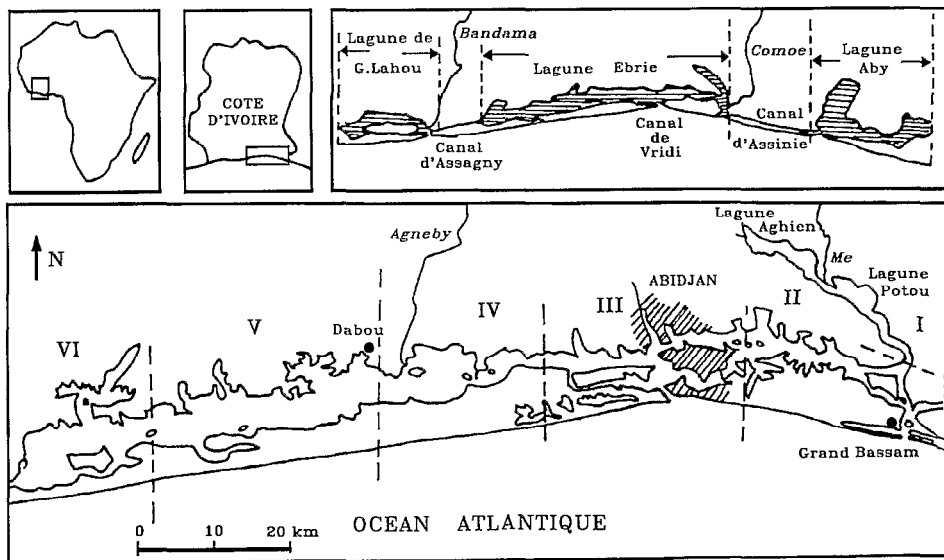 COTE
D'IVOIRE
Lagune de
G.Lahou
Bandama
Lagune Ebrie
Comoe
Lagune
Aby
Canal
d'Assagny
Canal
de
Vridi
Canal
d'Assinie
N
Agneby
Lagune
Aghien
Me
Lagune
Potou
ABIDJAN
I
II
III
IV
V
VI
Dabou
Grand Bassam
0 10 20 km
OCEAN ATLANTIQUE